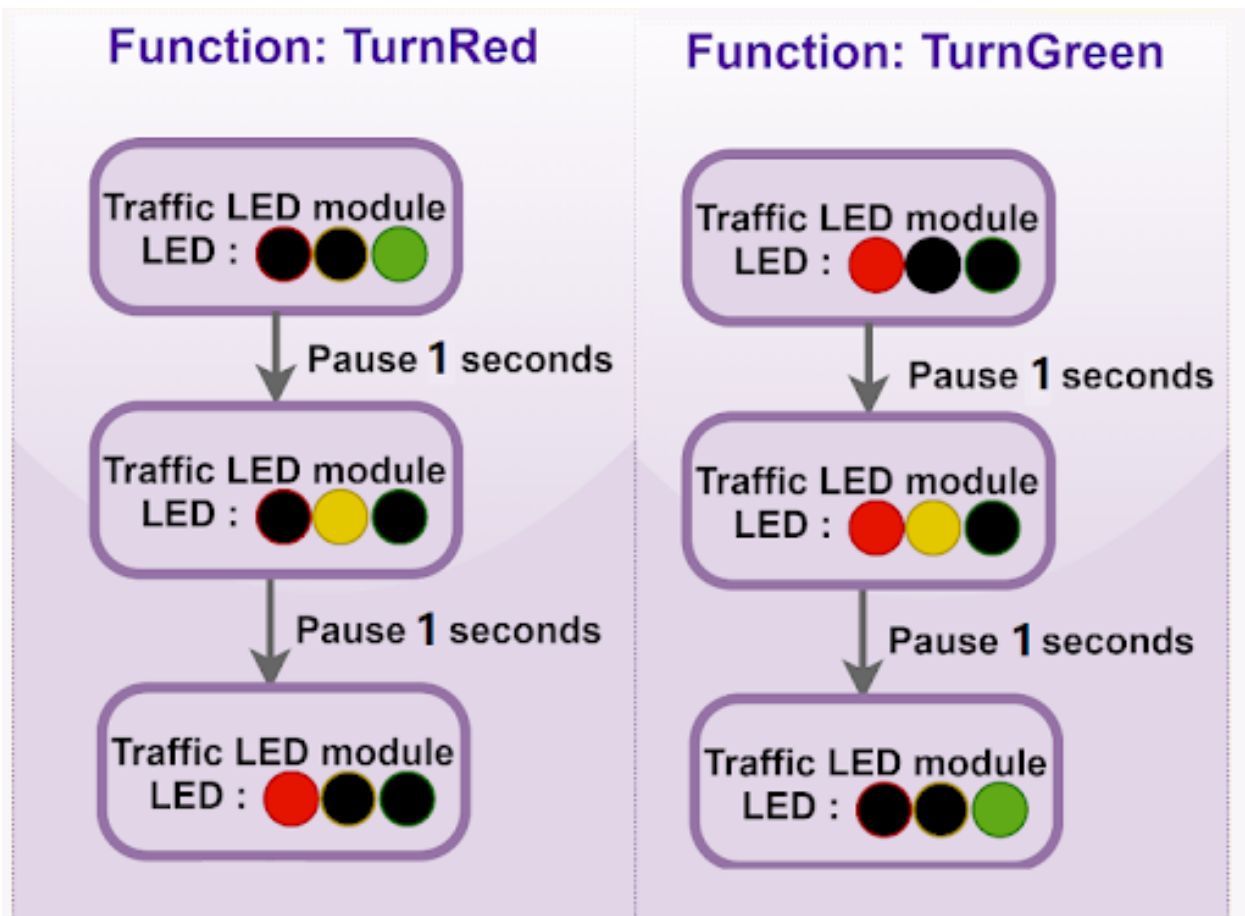 Function: TurnRed
Traffic LED module
LED :
Pause 1 seconds
Traffic LED module
LED :
Pause 1 seconds
Traffic LED module
LED :
Function: TurnGreen
Traffic LED module
LED :
Pause 1 seconds
Traffic LED module
LED :
Pause 1 seconds
Traffic LED module
LED :